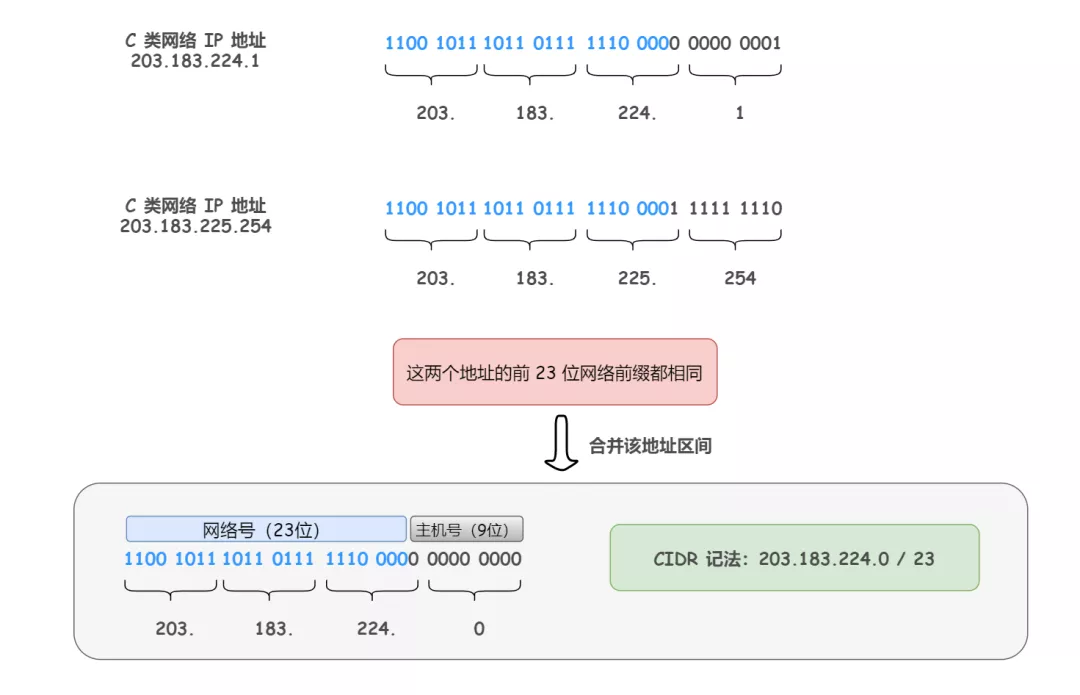 C 类网络 IP 地址
203.183.224.1
1100 1011 1011 0111 1110 0000 0000 0001
203. 183. 224. 1
C 类网络 IP 地址
203.183.225.254
1100 1011 1011 0111 1110 0001 1111 1110
203. 183. 225. 254
这两个地址的前 23 位网络前缀都相同
合并该地址区间
网络号（23位） 主机号（9位）
1100 1011 1011 0111 1110 0000 0000 0000
203. 183. 224. 0
CIDR 记法：203.183.224.0 / 23